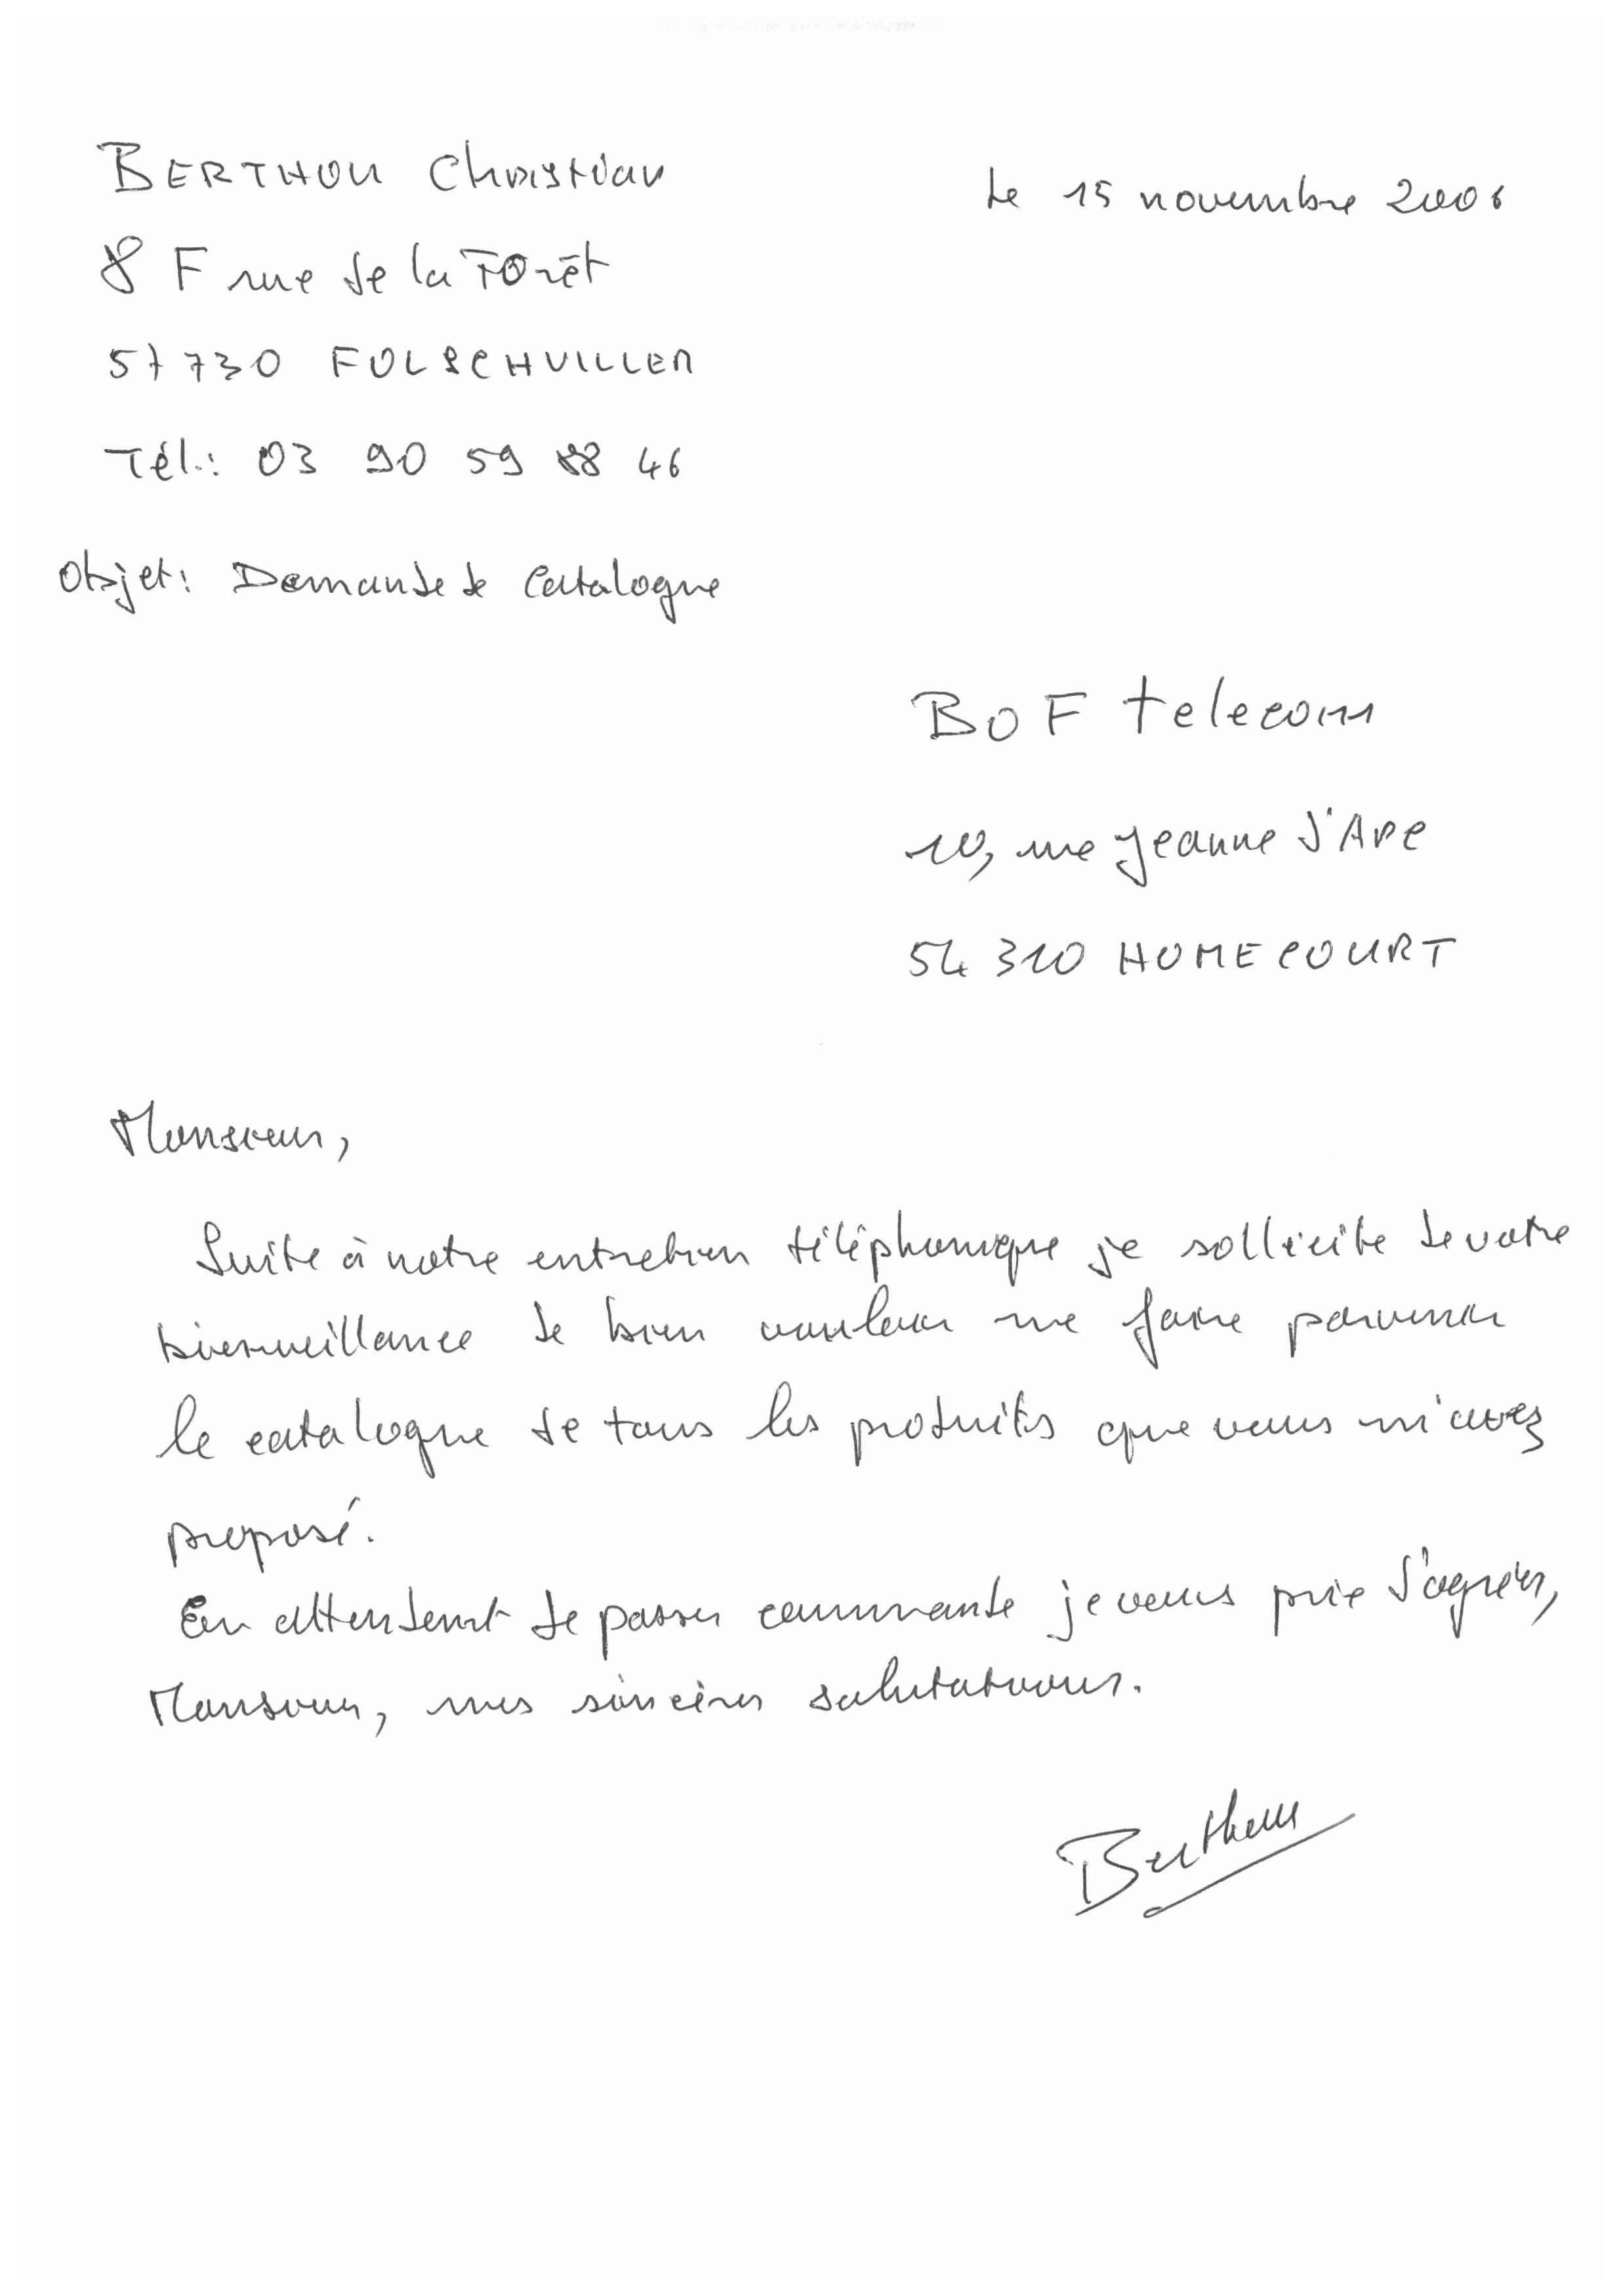 BERTHOU Christian
Le 15 novembre 2006
8 F rue de la Forêt
57730 FOLSCHVILLER
Tél.: 03 90 59 88 46
Objet: Demande de Catalogue
BOF telecom
10, rue Jeanne d'Arc
54 310 HOMECOURT
Monsieur,
Suite à notre entretien téléphonique je sollicite de votre
bienveillance de bien vouloir me faire parvenir
le catalogue de tous les produits que vous m'avez
proposé.
En attendant de passer commande je vous prie d'agréer,
Monsieur, mes sincères salutations.
Berthou